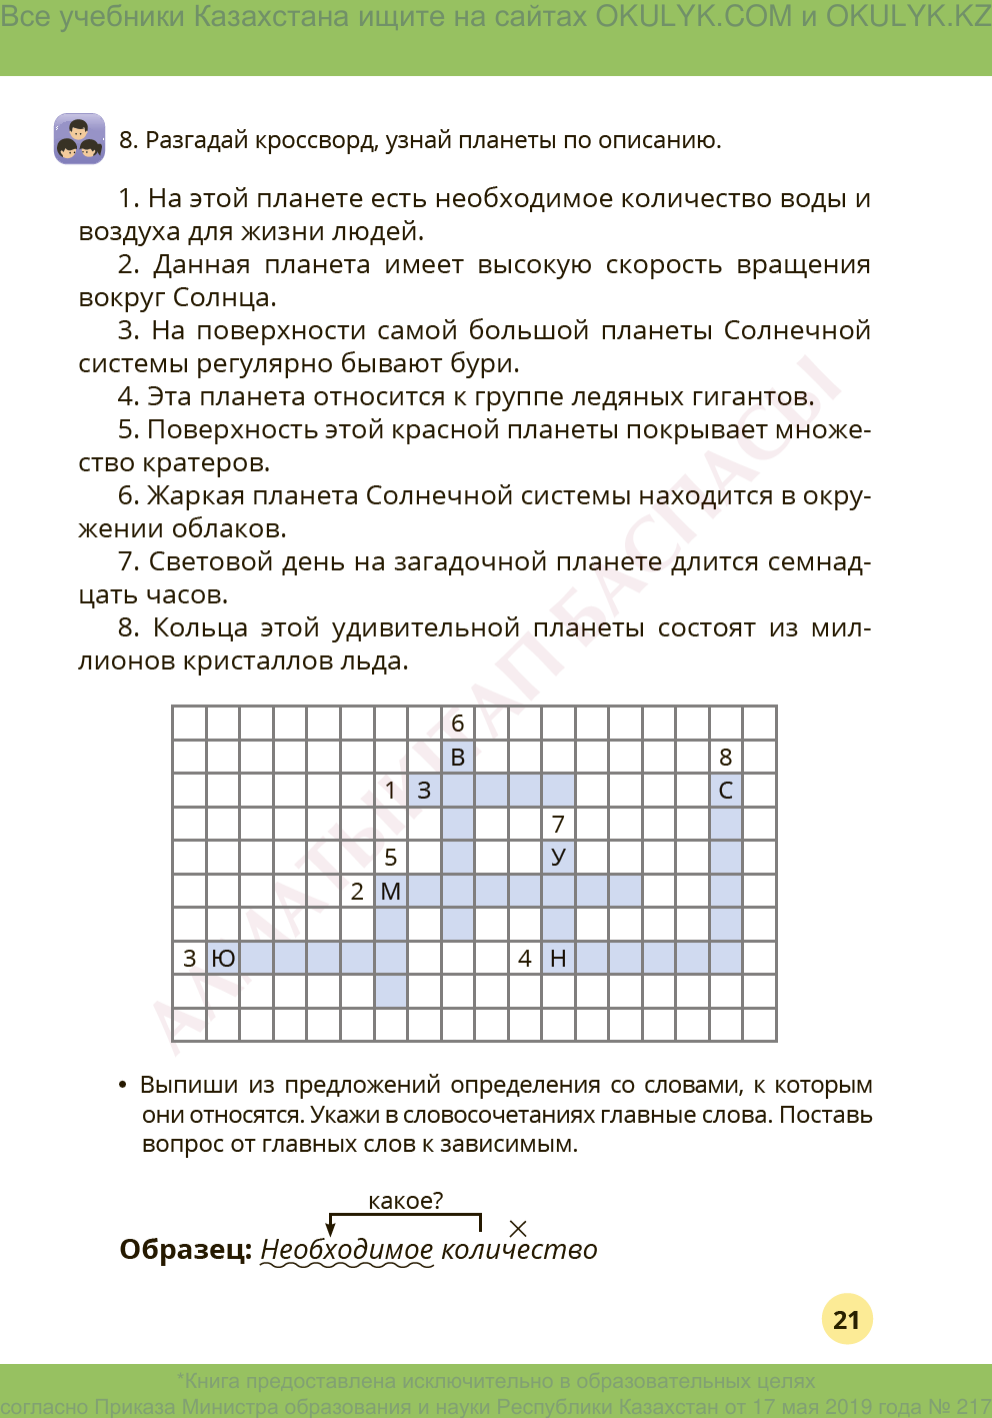 Все учебники Казахстана ищите на сайтах OKULYK.COM и OKULYK.KZ
8. Разгадай кроссворд, узнай планеты по описанию.
1. На этой планете есть необходимое количество воды и
воздуха для жизни людей.
2. Данная планета имеет высокую скорость вращения
вокруг Солнца.
3. На поверхности самой большой планеты Солнечной
системы регулярно бывают бури.
4. Эта планета относится к группе ледяных гигантов.
5. Поверхность этой красной планеты покрывает множе-
ство кратеров.
6. Жаркая планета Солнечной системы находится в окру-
жении облаков.
7. Световой день на загадочной планете длится семнад-
цать часов.
8. Кольца этой удивительной планеты состоят из мил-
лионов кристаллов льда.
АЛМАТЫКІТАП БАСПАСЫ
6
В 8
1 З С
7
5 У
2 М
3 Ю 4 Н
• Выпиши из предложений определения со словами, к которым
они относятся. Укажи в словосочетаниях главные слова. Поставь
вопрос от главных слов к зависимым.
какое?
Образец: Необходимое количество
21
*Книга предоставлена исключительно в образовательных целях
согласно Приказа Министра образования и науки Республики Казахстан от 17 мая 2019 года № 217